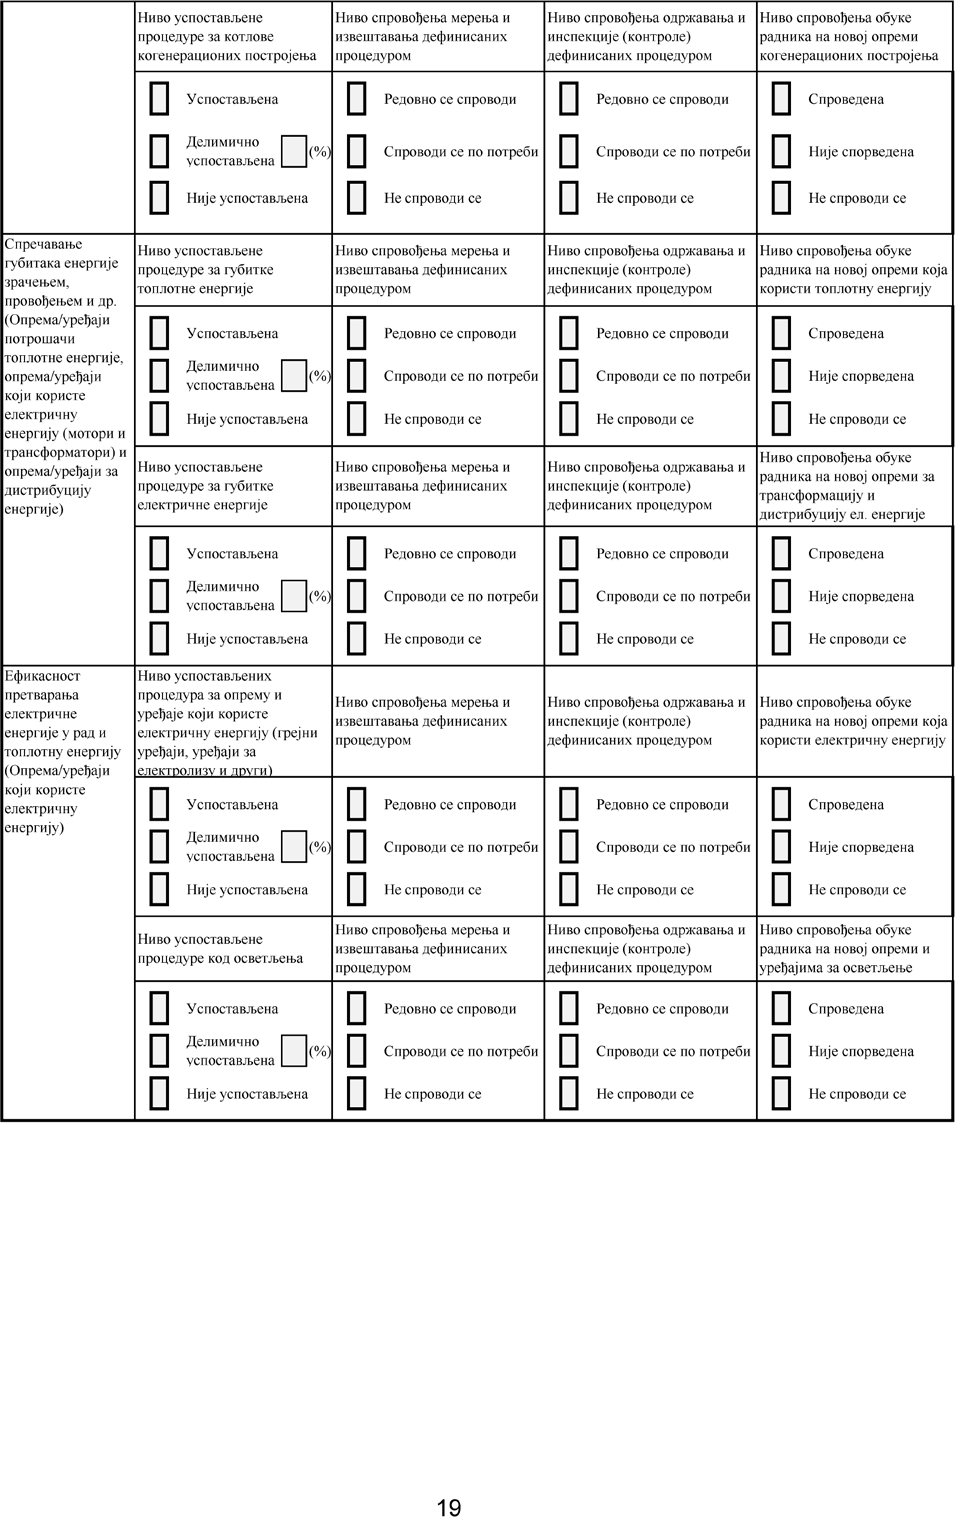 Ниво успостављене
процедуре за котлове
когенерационих постројења
Ниво спровођења мерења и
извештавања дефинисаних
процедуром
Ниво спровођења одржавања и
инспекције (контроле)
дефинисаних процедуром
Ниво спровођења обуке
радника на новој опреми
когенерационих постројења
Успостављена
Редовно се спроводи
Редовно се спроводи
Спроведена
Делимично
успостављена
(%)
Спроводи се по потреби
Спроводи се по потреби
Није спорведена
Није успостављена
Не спроводи се
Не спроводи се
Не спроводи се
Спречавање
губитака енергије
зрачењем,
провођењем и др.
(Опрема/уређаји
потрошачи
топлотне енергије,
опрема/уређаји
који користе
електричну
енергију (мотори и
трансформатори) и
опрема/уређаји за
дистрибуцију
енергије)
Ниво успостављене
процедуре за губитке
топлотне енергије
Ниво спровођења мерења и
извештавања дефинисаних
процедуром
Ниво спровођења одржавања и
инспекције (контроле)
дефинисаних процедуром
Ниво спровођења обуке
радника на новој опреми која
користи топлотну енергију
Успостављена
Редовно се спроводи
Редовно се спроводи
Спроведена
Делимично
успостављена
(%)
Спроводи се по потреби
Спроводи се по потреби
Није спорведена
Није успостављена
Не спроводи се
Не спроводи се
Не спроводи се
Ниво успостављене
процедуре за губитке
електричне енергије
Ниво спровођења мерења и
извештавања дефинисаних
процедуром
Ниво спровођења одржавања и
инспекције (контроле)
дефинисаних процедуром
Ниво спровођења обуке
радника на новој опреми за
трансформацију и
дистрибуцију ел. енергије
Успостављена
Редовно се спроводи
Редовно се спроводи
Спроведена
Делимично
успостављена
(%)
Спроводи се по потреби
Спроводи се по потреби
Није спорведена
Није успостављена
Не спроводи се
Не спроводи се
Не спроводи се
Ефикасност
претварања
електричне
енергије у рад и
топлотну енергију
(Опрема/уређаји
који користе
електричну
енергију)
Ниво успостављених
процедура за опрему и
уређаје који користе
електричну енергију (грејни
уређаји, уређаји за
електролизу и други)
Ниво спровођења мерења и
извештавања дефинисаних
процедуром
Ниво спровођења одржавања и
инспекције (контроле)
дефинисаних процедуром
Ниво спровођења обуке
радника на новој опреми која
користи електричну енергију
Успостављена
Редовно се спроводи
Редовно се спроводи
Спроведена
Делимично
успостављена
(%)
Спроводи се по потреби
Спроводи се по потреби
Није спорведена
Није успостављена
Не спроводи се
Не спроводи се
Не спроводи се
Ниво успостављене
процедуре код осветљења
Ниво спровођења мерења и
извештавања дефинисаних
процедуром
Ниво спровођења одржавања и
инспекције (контроле)
дефинисаних процедуром
Ниво спровођења обуке
радника на новој опреми и
уређајима за осветљење
Успостављена
Редовно се спроводи
Редовно се спроводи
Спроведена
Делимично
успостављена
(%)
Спроводи се по потреби
Спроводи се по потреби
Није спорведена
Није успостављена
Не спроводи се
Не спроводи се
Не спроводи се
19